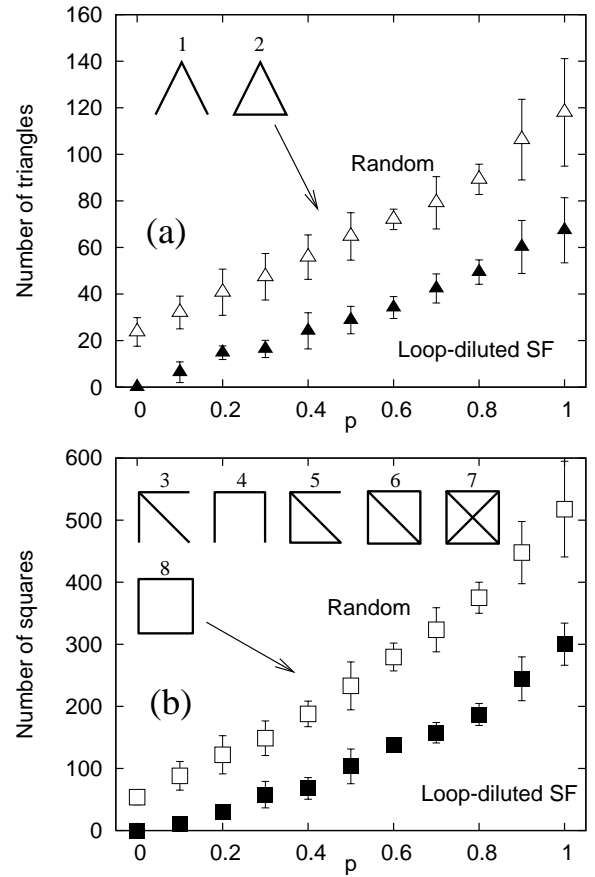 160
140
120
100
80
60
40
20
0
Number of triangles
1 2
Random
(a)
Loop-diluted SF
0 0.2 0.4 0.6 0.8 1
p
600
500
400
300
200
100
0
Number of squares
3 4 5 6 7
8
Random
(b)
Loop-diluted SF
0 0.2 0.4 0.6 0.8 1
p